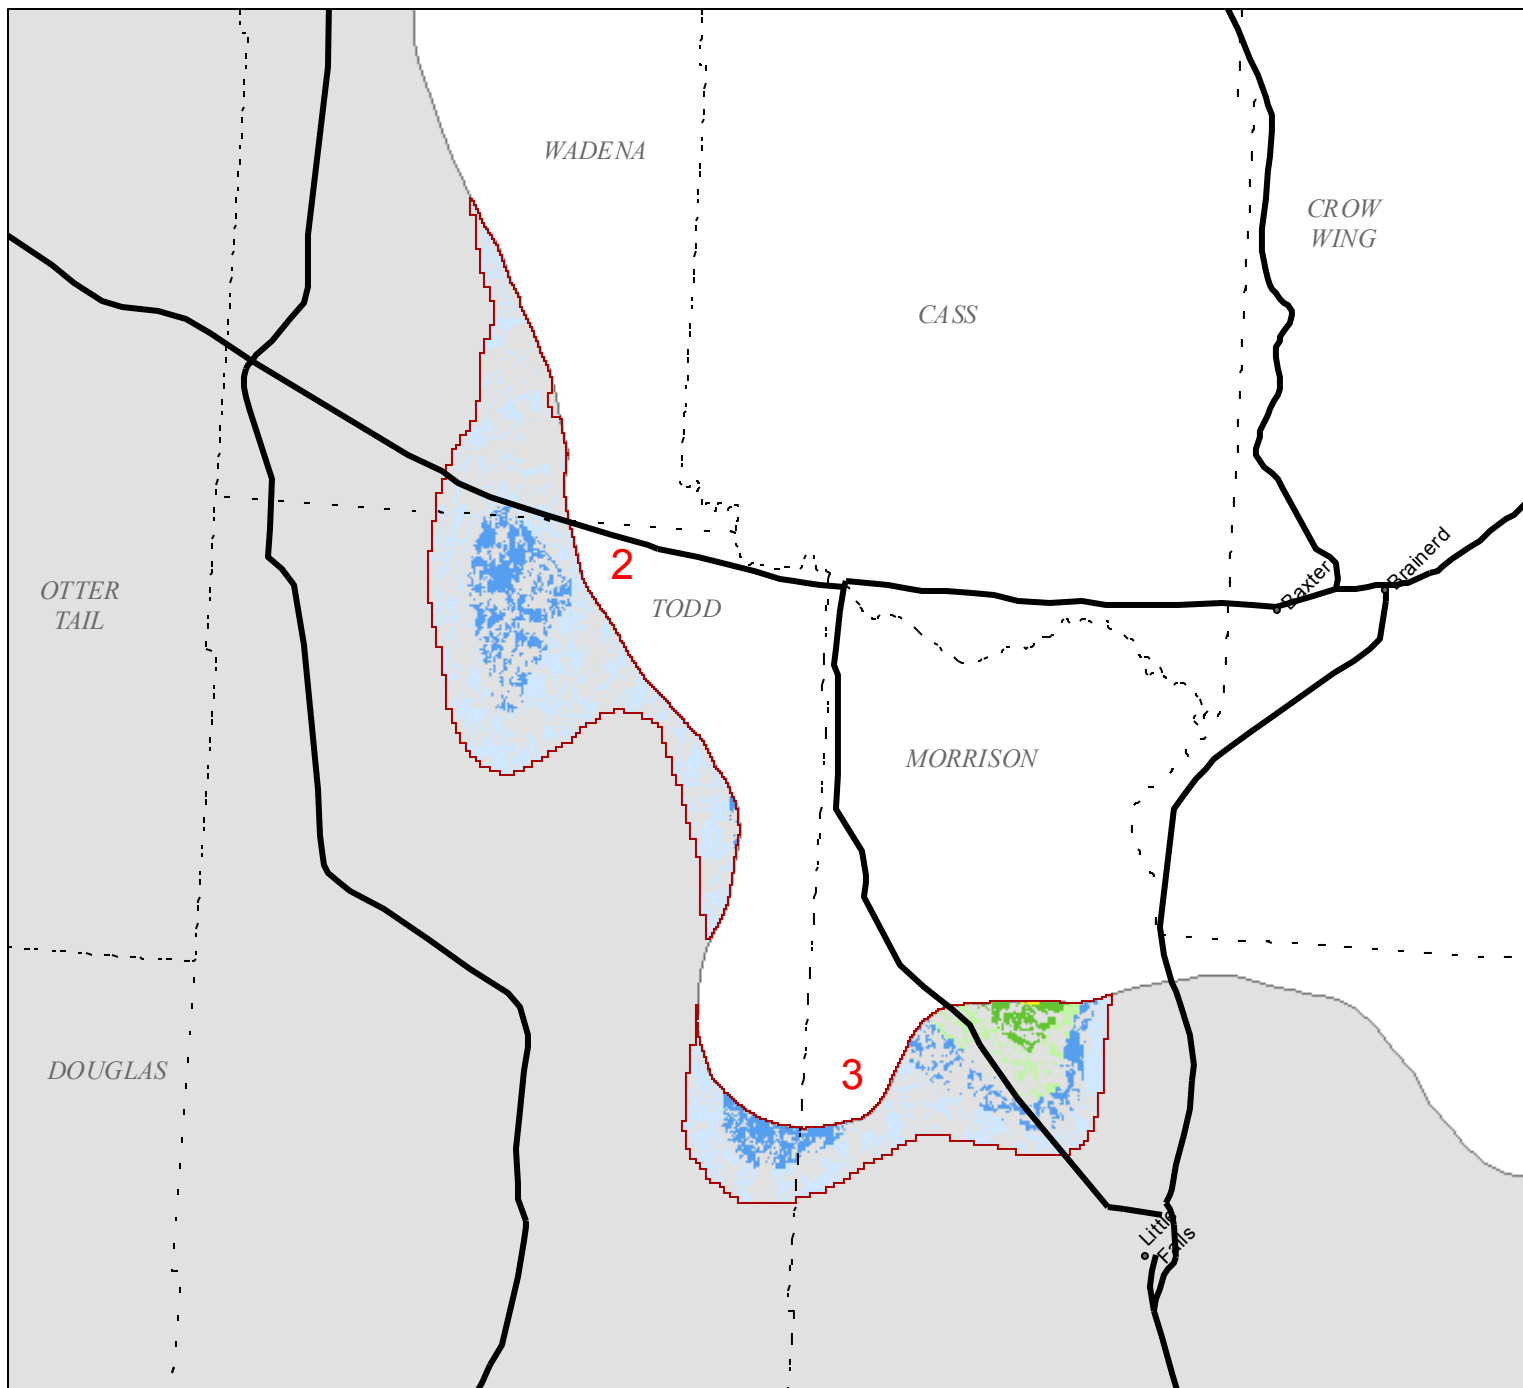 WADENA
CROW
WING
CASS
2
OTTER
TAIL
TODD
Baxter
Brainerd
MORRISON
DOUGLAS
3
Little
Falls